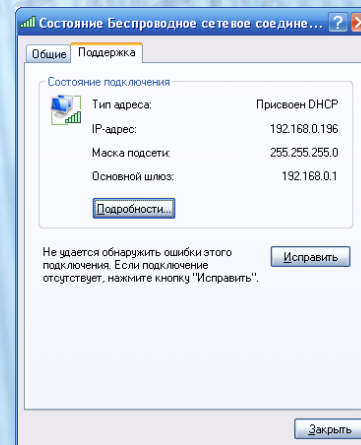 Состояние Беспроводное сетевое соедине...
Общие Поддержка
Состояние подключения
Тип адреса: Присвоен DHCP
IP-адрес: 192.168.0.196
Маска подсети: 255.255.255.0
Основной шлюз: 192.168.0.1
Подробности...
Не удается обнаружить ошибки этого
подключения. Если подключение
отсутствует, нажмите кнопку "Исправить".
Исправить
Закрыть